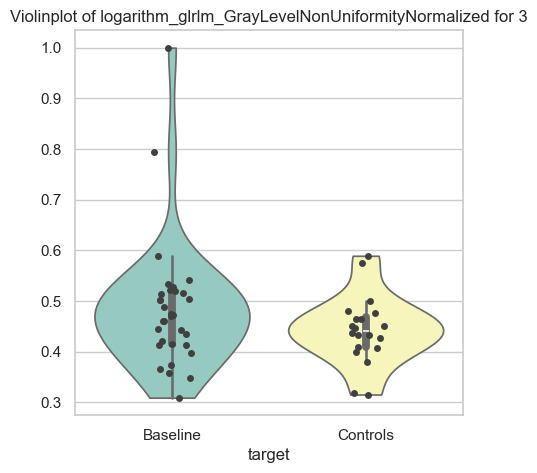 Violinplot of logarithm_glrlm_GrayLevelNonUniformityNormalized for 3
1.0
0.9
0.8
0.7
0.6
0.5
0.4
0.3
Baseline
Controls
target